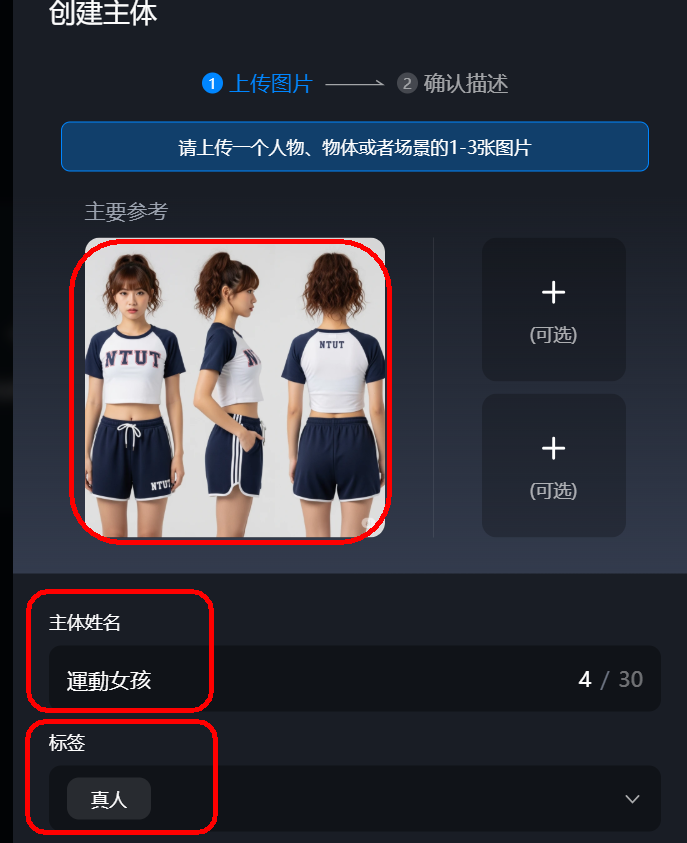 创建主体
1 上传图片 2 确认描述
请上传一个人物、物体或者场景的1-3张图片
主要参考
NTUT
N
NTUT
NTUT
(可选)
(可选)
主体姓名
運動女孩 4 / 30
标签
真人